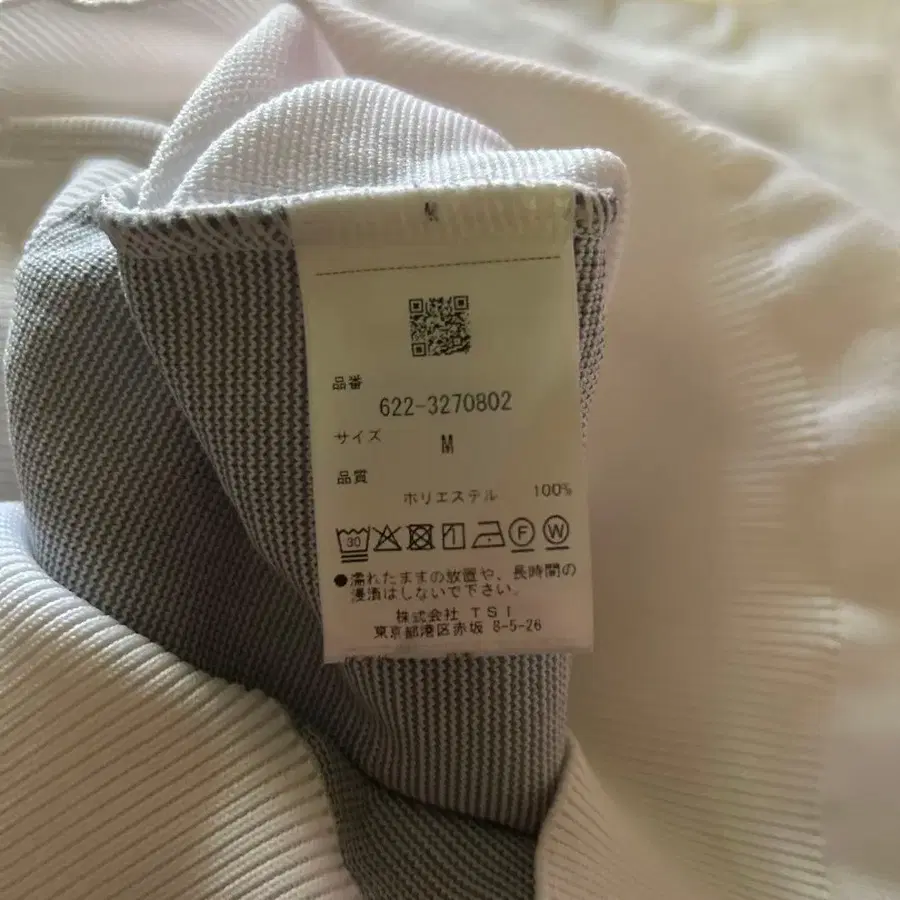 M
品番
622-3270802
サイズ
M
品質
ポリエステル 100%
30 F W
●濡れたままの放置や、長時間の
浸漬はしないで下さい。
株式会社 TSI
東京都港区赤坂 8-5-26